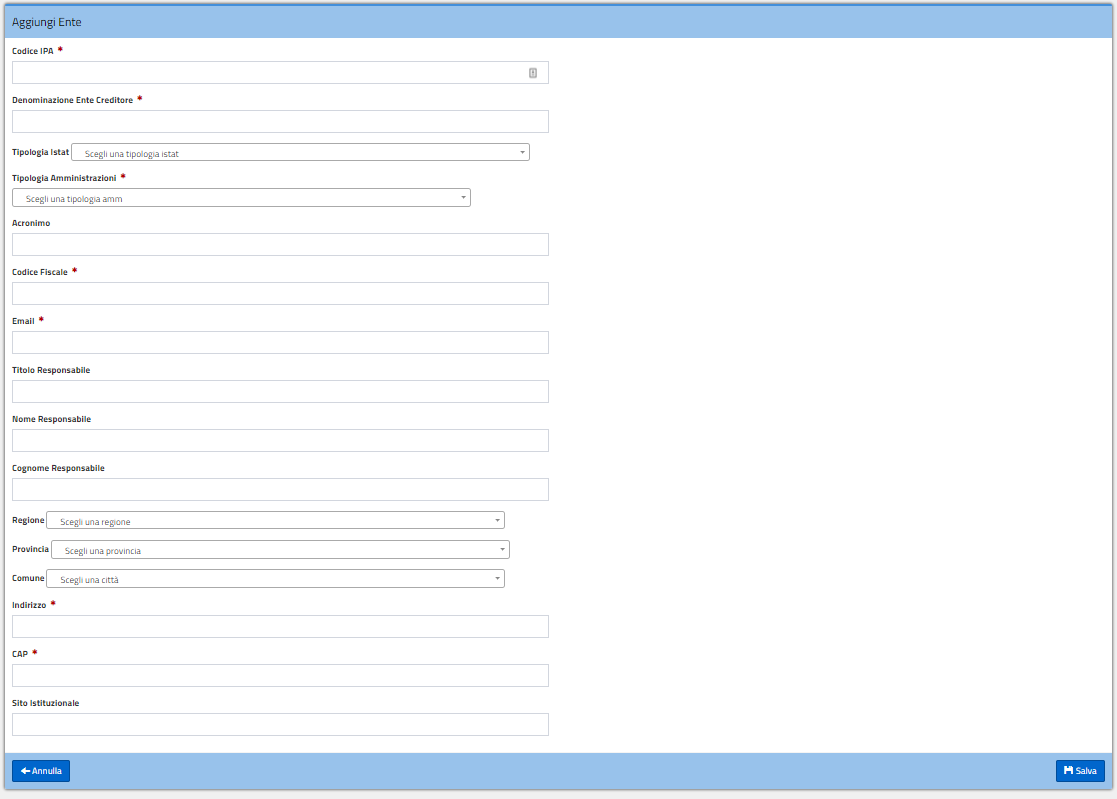 Aggiungi Ente
Codice IPA *
Denominazione Ente Creditore *
Tipologia Istat Scegli una tipologia istat
Tipologia Amministrazioni *
Scegli una tipologia amm
Acronimo
Codice Fiscale *
Email *
Titolo Responsabile
Nome Responsabile
Cognome Responsabile
Regione Scegli una regione
Provincia Scegli una provincia
Comune Scegli una città
Indirizzo *
CAP *
Sito Istituzionale
Annulla Salva